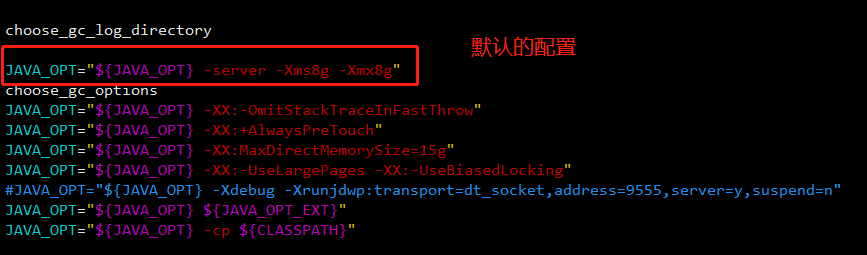 choose_gc_log_directory
默认的配置
JAVA_OPT="${JAVA_OPT} -server -Xms8g -Xmx8g"
choose_gc_options
JAVA_OPT="${JAVA_OPT} -XX:-OmitStackTraceInFastThrow"
JAVA_OPT="${JAVA_OPT} -XX:+AlwaysPreTouch"
JAVA_OPT="${JAVA_OPT} -XX:MaxDirectMemorySize=15g"
JAVA_OPT="${JAVA_OPT} -XX:-UseLargePages -XX:-UseBiasedLocking"
#JAVA_OPT="${JAVA_OPT} -Xdebug -Xrunjdwp:transport=dt_socket,address=9555,server=y,suspend=n"
JAVA_OPT="${JAVA_OPT} ${JAVA_OPT_EXT}"
JAVA_OPT="${JAVA_OPT} -cp ${CLASSPATH}"